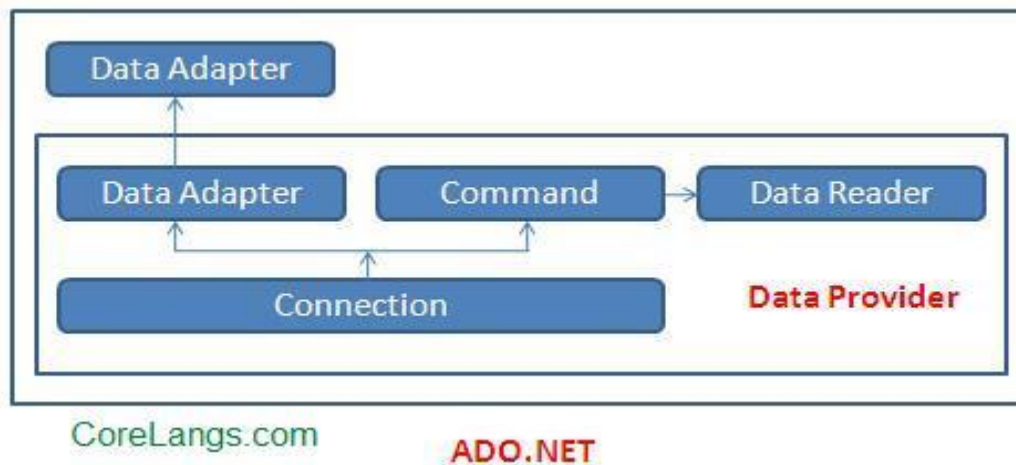 Data Adapter
Data Adapter
Command
Data Reader
Connection
Data Provider
CoreLangs.com
ADO.NET